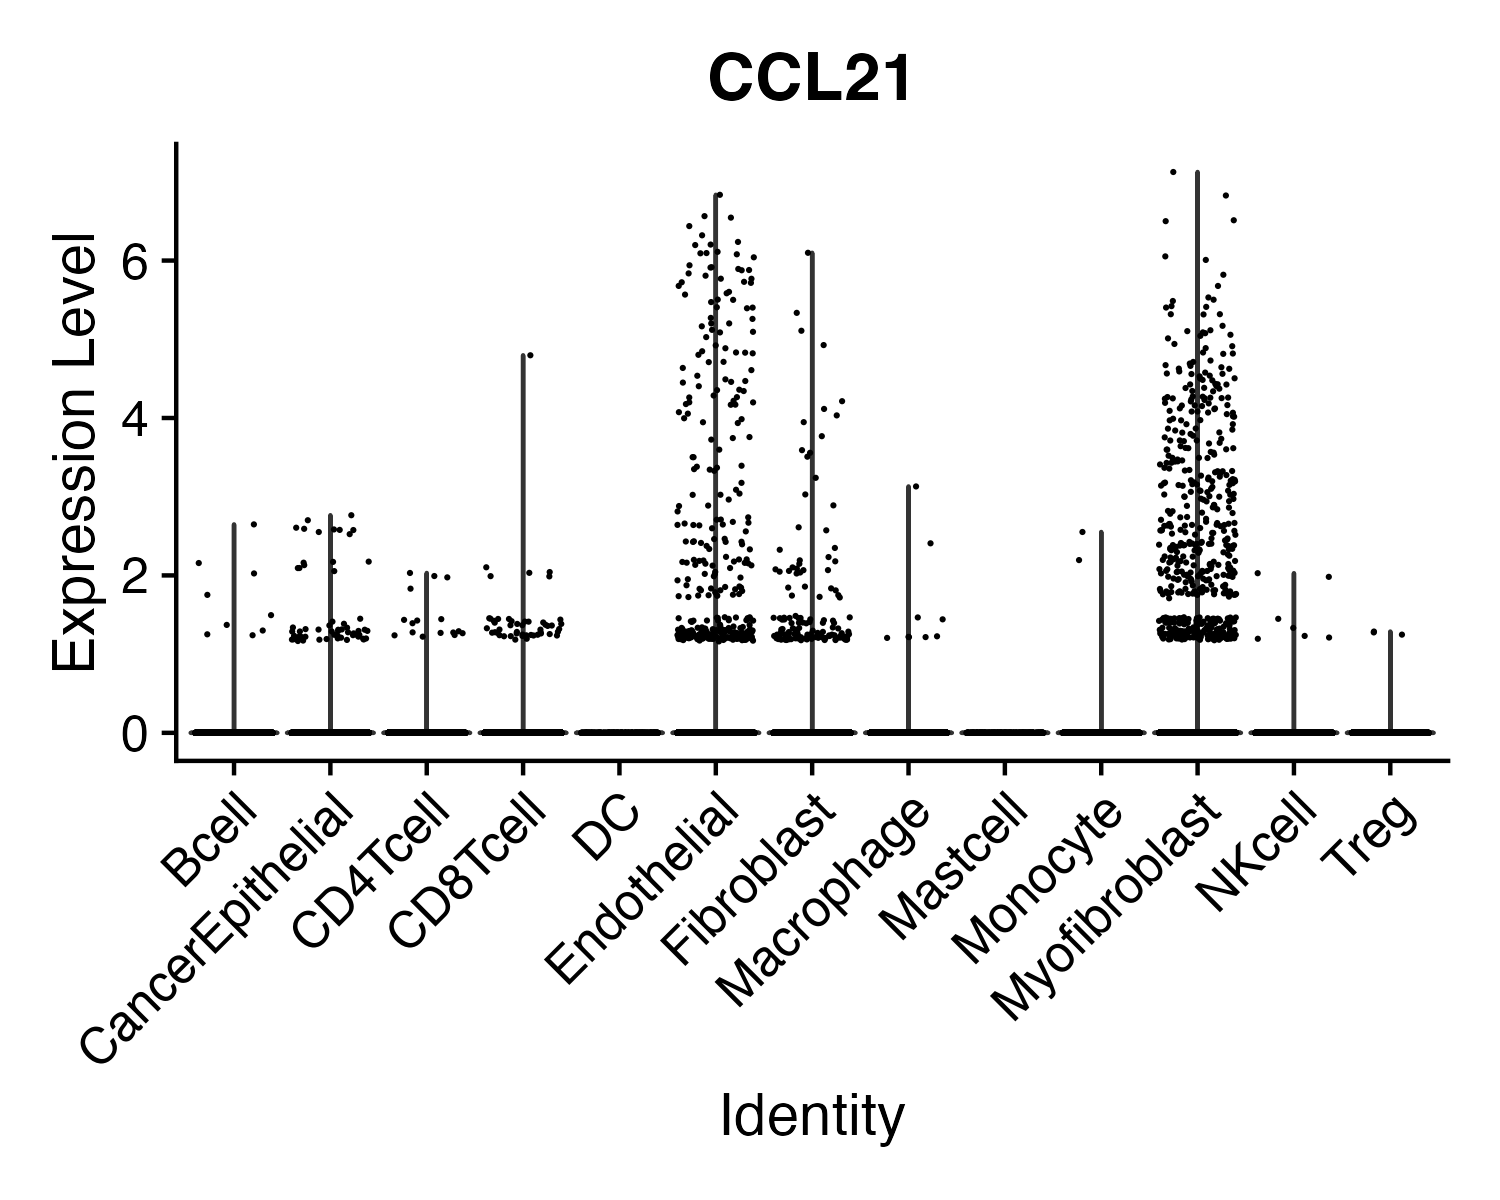 CCL21
Expression Level
6
4
2
0
Bcell
CancerEpithelial
CD4Tcell
CD8Tcell
DC
Endothelial
Fibroblast
Macrophage
Mastcell
Monocyte
Myofibroblast
NKcell
Treg
Identity